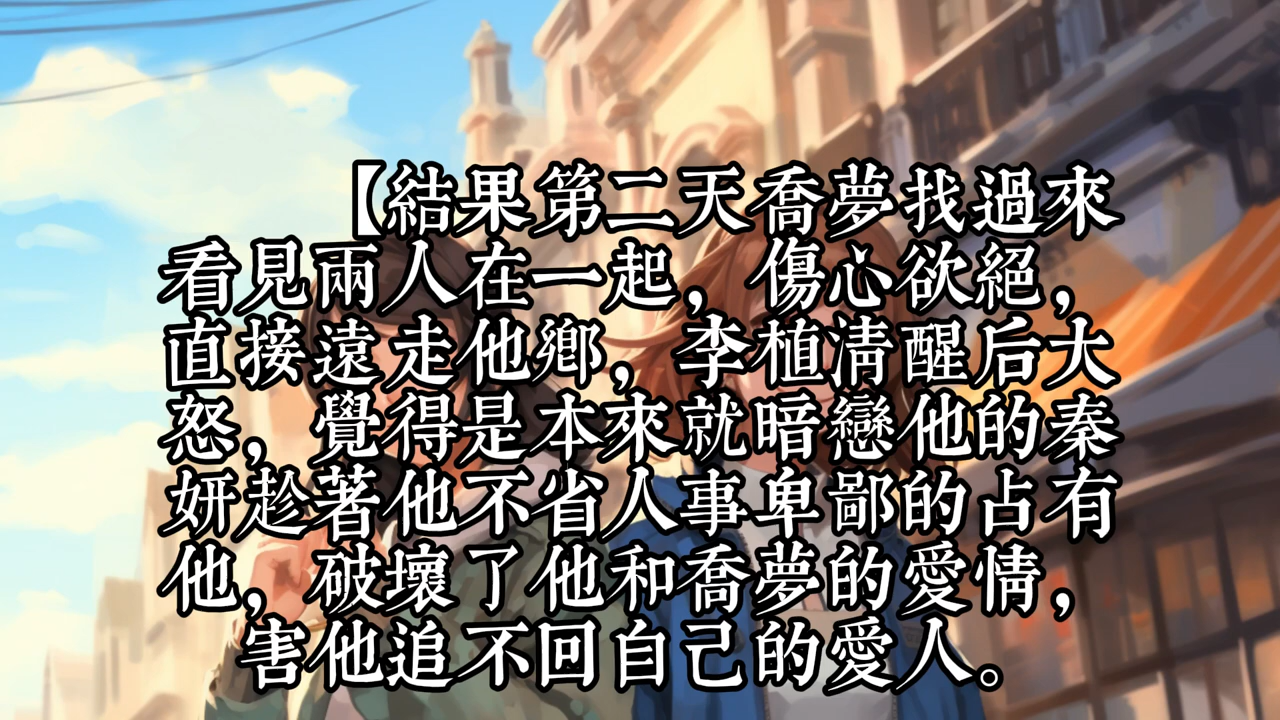 【結果第二天喬夢找過來
看見兩人在一起，傷心欲絕，
直接遠走他鄉，李植清醒后大
怒，覺得是本來就暗戀他的秦
妍趁著他不省人事卑鄙的占有
他，破壞了他和喬夢的愛情，
害他追不回自己的愛人。